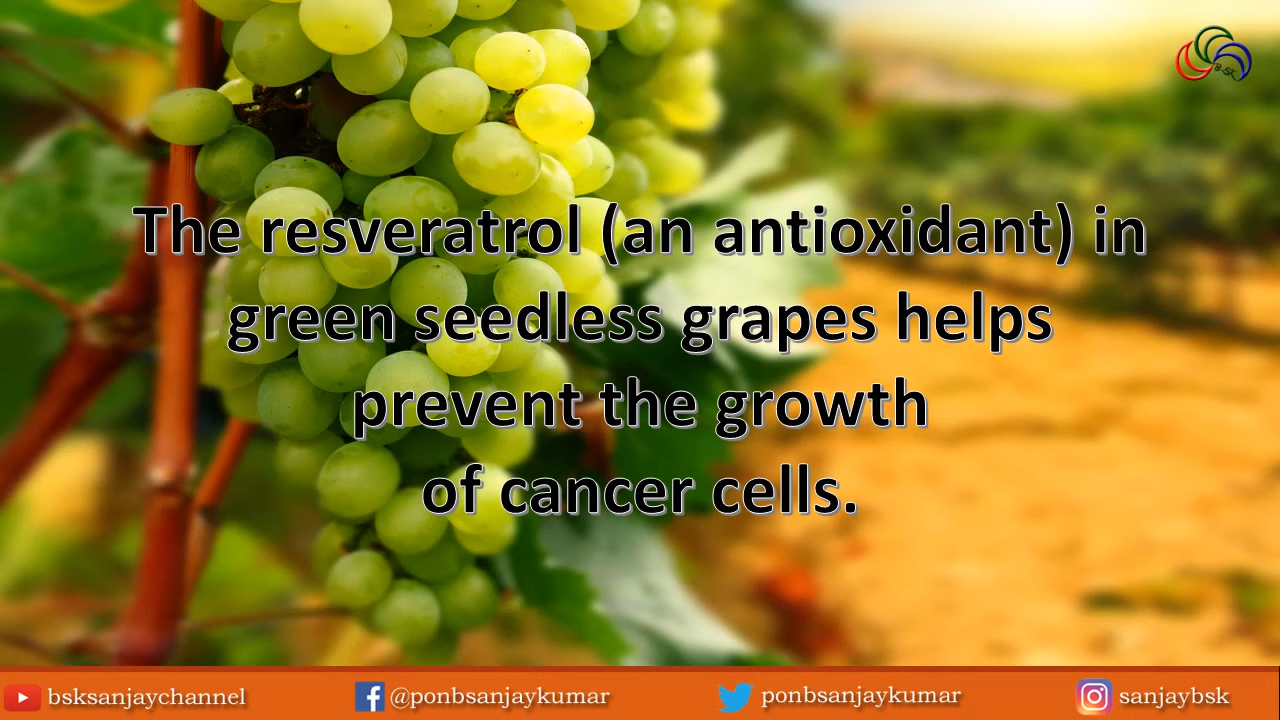 B-SK
The resveratrol (an antioxidant) in
green seedless grapes helps
prevent the growth
of cancer cells.
bsksanjaychannel
@ponbsanjaykumar
ponbsanjaykumar
sanjaybsk